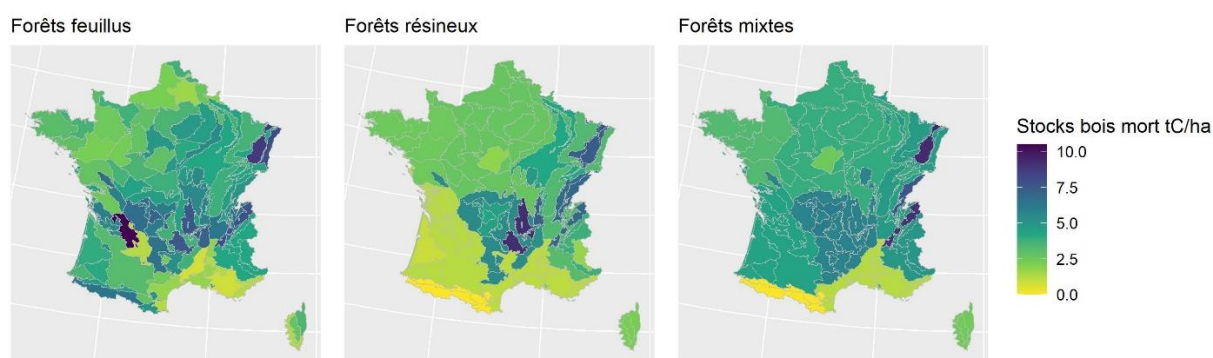 Forêts feuillus
Forêts résineux
Forêts mixtes
Stocks bois mort tC/ha
10.0
7.5
5.0
2.5
0.0